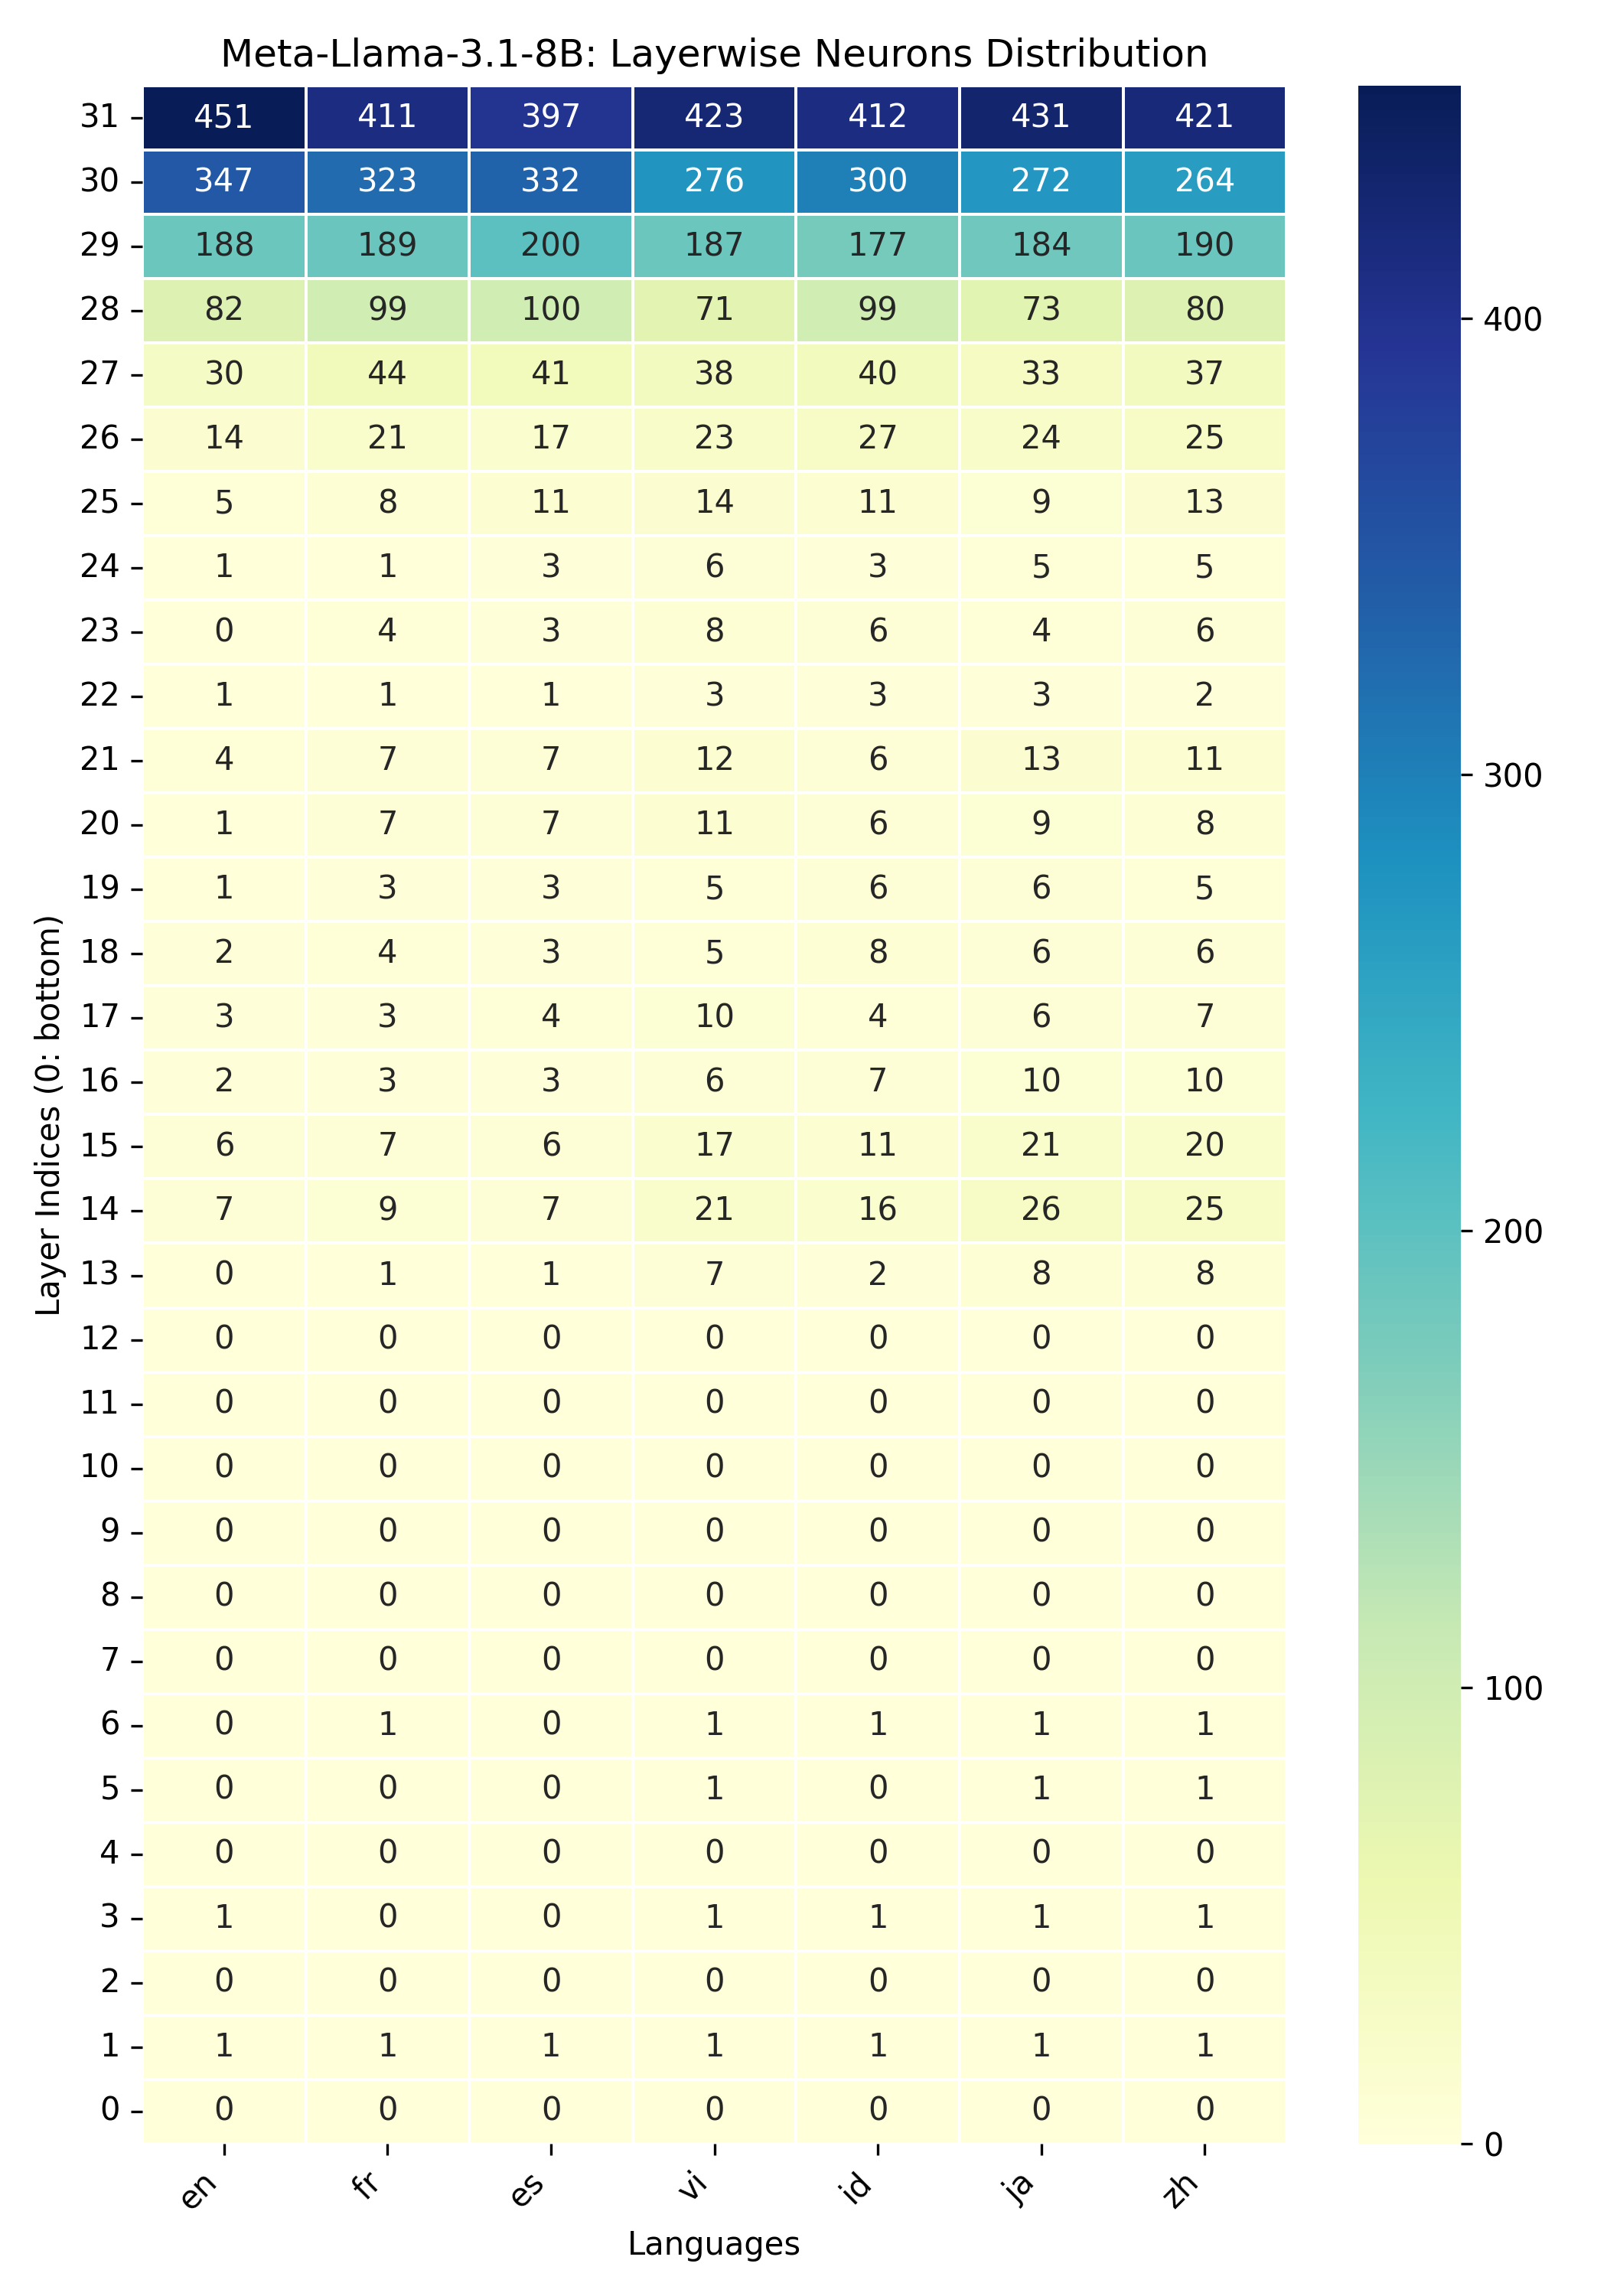 Meta-Llama-3.1-8B: Layerwise Neurons Distribution
31 451 411 397 423 412 431 421
30 347 323 332 276 300 272 264
29 188 189 200 187 177 184 190
28 82 99 100 71 99 73 80
27 30 44 41 38 40 33 37
26 14 21 17 23 27 24 25
25 5 8 11 14 11 9 13
24 1 1 3 6 3 5 5
23 0 4 3 8 6 4 6
22 1 1 1 3 3 3 2
21 4 7 7 12 6 13 11
20 1 7 7 11 6 9 8
19 1 3 3 5 6 6 5
18 2 4 3 5 8 6 6
17 3 3 4 10 4 6 7
16 2 3 3 6 7 10 10
15 6 7 6 17 11 21 20
14 7 9 7 21 16 26 25
13 0 1 1 7 2 8 8
12 0 0 0 0 0 0 0
11 0 0 0 0 0 0 0
10 0 0 0 0 0 0 0
9 0 0 0 0 0 0 0
8 0 0 0 0 0 0 0
7 0 0 0 0 0 0 0
6 0 1 0 1 1 1 1
5 0 0 0 1 0 1 1
4 0 0 0 0 0 0 0
3 1 0 0 1 1 1 1
2 0 0 0 0 0 0 0
1 1 1 1 1 1 1 1
0 0 0 0 0 0 0 0
en fr es vi id ja zh
Languages
Layer Indices (0: bottom)
400
300
200
100
0